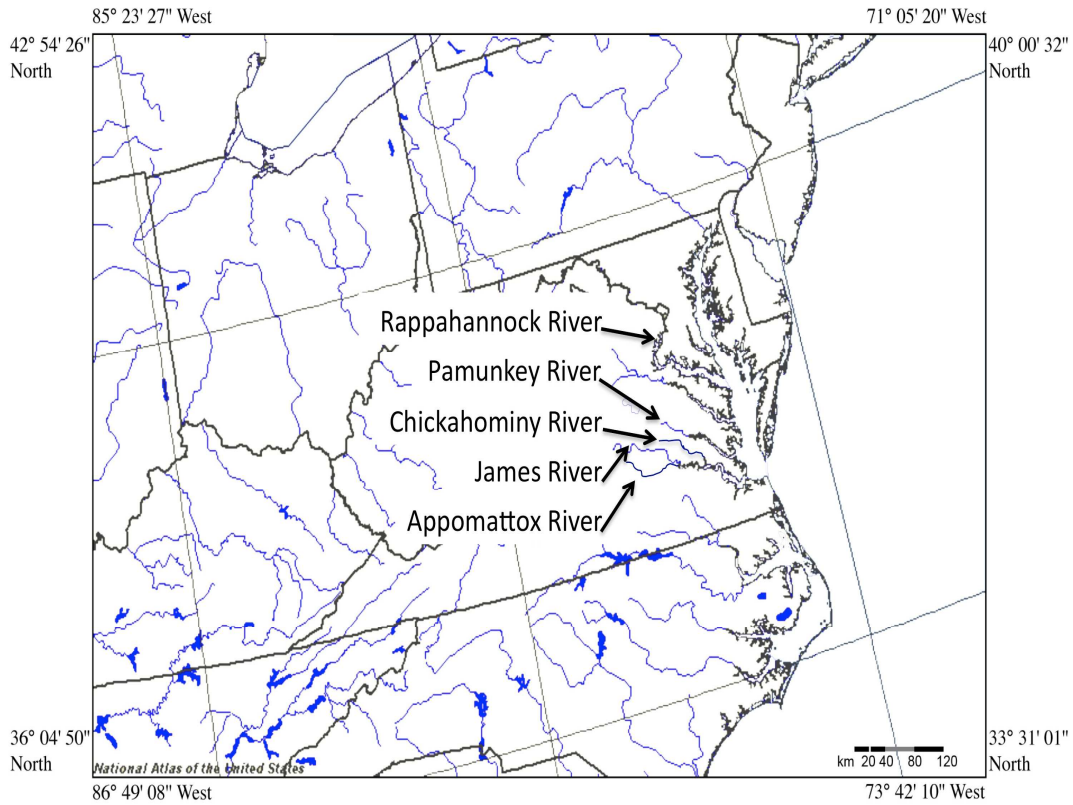 85° 23' 27" West
71° 05' 20" West
42° 54' 26"
North
40° 00' 32"
North
Rappahannock River
Pamunkey River
Chickahominy River
James River
Appomattox River
36° 04' 50"
North
33° 31' 01"
North
km 20 40 80 120
National Atlas of the United States
86° 49' 08" West
73° 42' 10" West